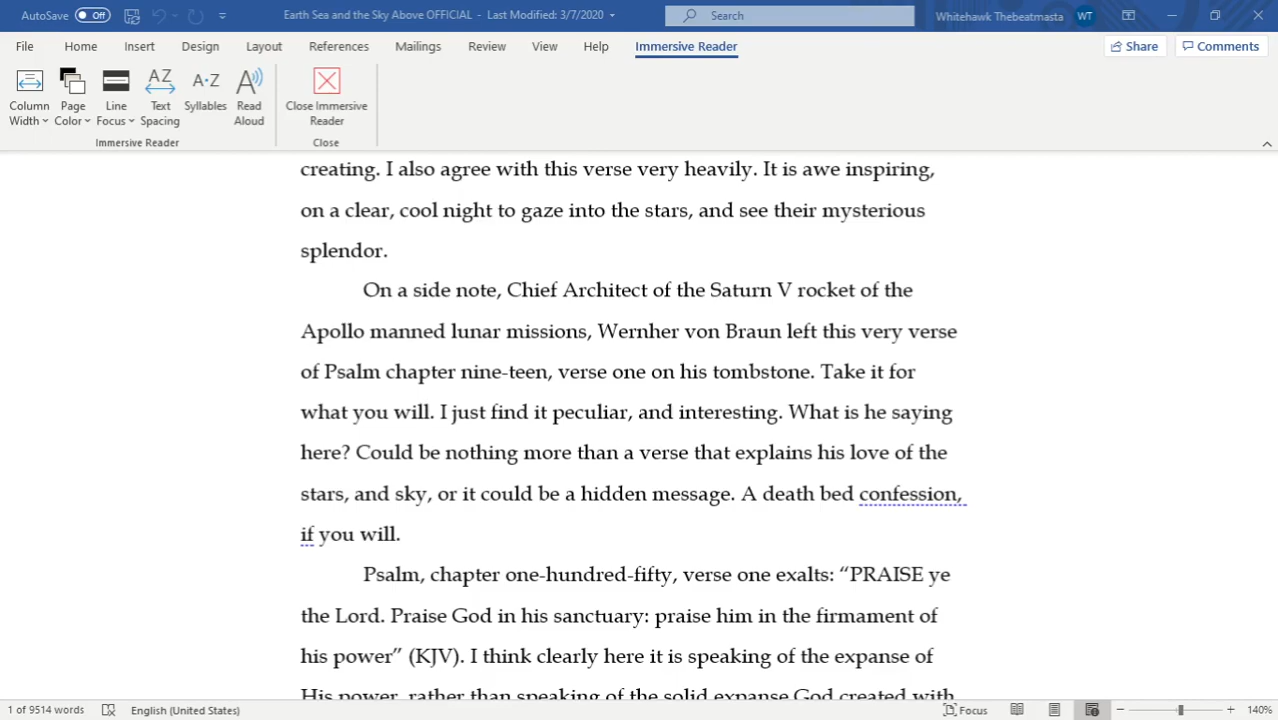 AutoSave Off Earth Sea and the Sky Above OFFICIAL - Last Modified: 3/7/2020 Search Whitehawk Thebeatmasta WT
File Home Insert Design Layout References Mailings Review View Help Immersive Reader Share Comments
Column Width Page Color Line Focus Text Spacing Syllables Read Aloud Close Immersive Reader
Immersive Reader Close
creating. I also agree with this verse very heavily. It is awe inspiring,
on a clear, cool night to gaze into the stars, and see their mysterious
splendor.
On a side note, Chief Architect of the Saturn V rocket of the
Apollo manned lunar missions, Wernher von Braun left this very verse
of Psalm chapter nine-teen, verse one on his tombstone. Take it for
what you will. I just find it peculiar, and interesting. What is he saying
here? Could be nothing more than a verse that explains his love of the
stars, and sky, or it could be a hidden message. A death bed confession,
if you will.
Psalm, chapter one-hundred-fifty, verse one exalts: “PRAISE ye
the Lord. Praise God in his sanctuary: praise him in the firmament of
his power” (KJV). I think clearly here it is speaking of the expanse of
His power, rather than speaking of the solid expanse God created with
1 of 9514 words English (United States) Focus 140%